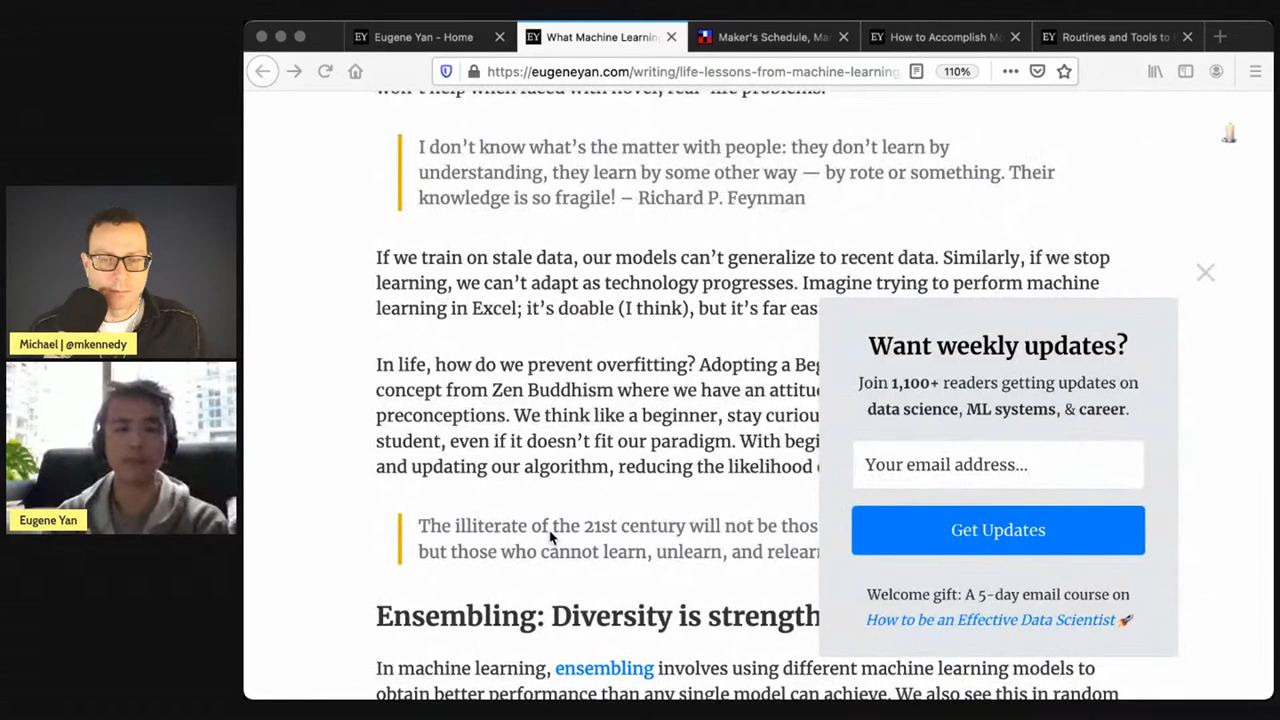 Eugene Yan - Home
What Machine Learnin
Maker's Schedule, Ma
How to Accomplish M
Routines and Tools to
https://eugeneyan.com/writing/life-lessons-from-machine-learning
110%
won't help when faced with novel, real-life problems.
I don't know what's the matter with people: they don't learn by
understanding, they learn by some other way — by rote or something. Their
knowledge is so fragile! – Richard P. Feynman
If we train on stale data, our models can't generalize to recent data. Similarly, if we stop
learning, we can't adapt as technology progresses. Imagine trying to perform machine
learning in Excel; it's doable (I think), but it's far eas
In life, how do we prevent overfitting? Adopting a Beg
concept from Zen Buddhism where we have an attitu
preconceptions. We think like a beginner, stay curiou
student, even if it doesn't fit our paradigm. With begi
and updating our algorithm, reducing the likelihood
The illiterate of the 21st century will not be thos
but those who cannot learn, unlearn, and relearn
Ensembling: Diversity is strength
In machine learning, ensembling involves using different machine learning models to
obtain better performance than any single model can achieve. We also see this in random
Want weekly updates?
Join 1,100+ readers getting updates on
data science, ML systems, & career.
Your email address...
Get Updates
Welcome gift: A 5-day email course on
How to be an Effective Data Scientist 🚀
Michael | @mkennedy
Eugene Yan